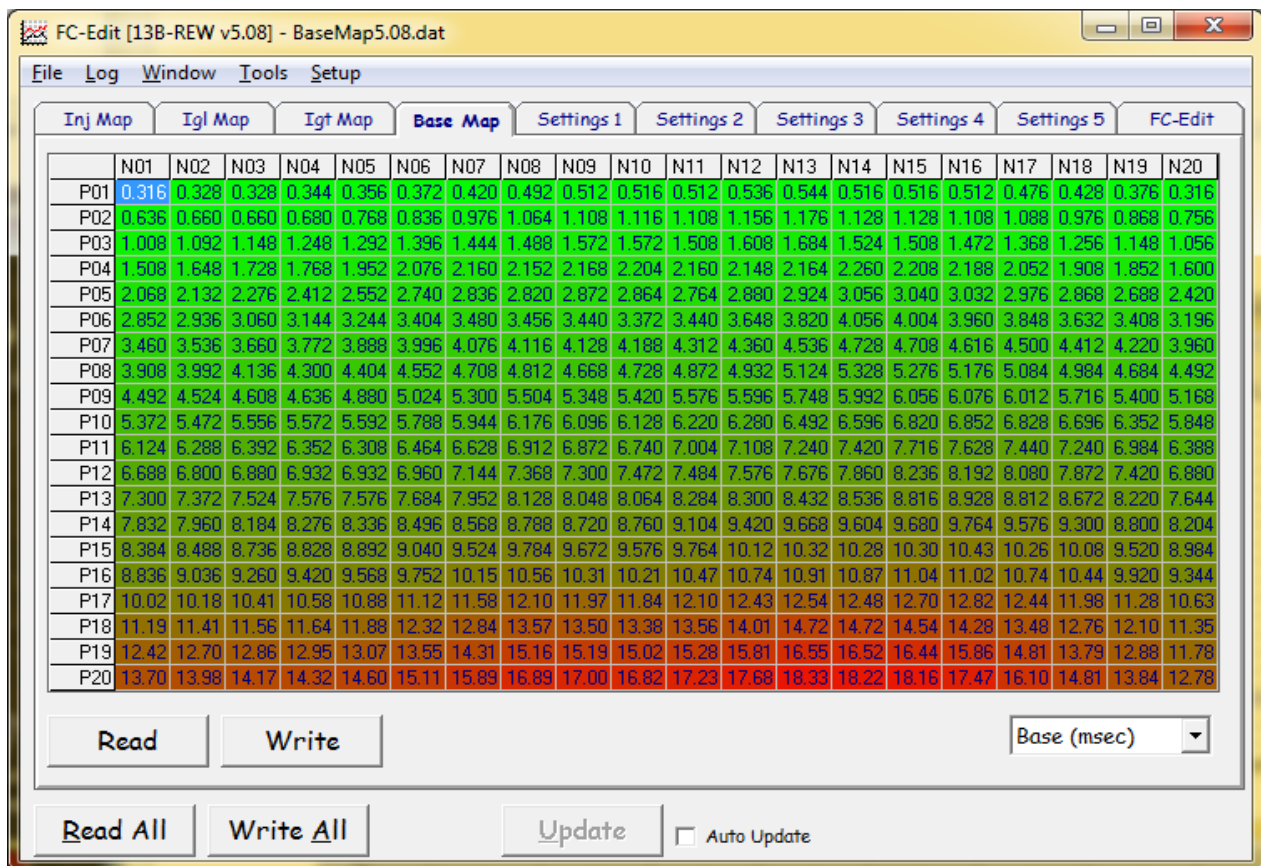 FC-Edit [13B-REW v5.08] - BaseMap5.08.dat
File Log Window Tools Setup
Inj Map Igl Map Igt Map Base Map Settings 1 Settings 2 Settings 3 Settings 4 Settings 5 FC-Edit
N01 N02 N03 N04 N05 N06 N07 N08 N09 N10 N11 N12 N13 N14 N15 N16 N17 N18 N19 N20
P01 0.316 0.328 0.328 0.344 0.356 0.372 0.420 0.492 0.512 0.516 0.512 0.536 0.544 0.516 0.516 0.512 0.476 0.428 0.376 0.316
P02 0.636 0.660 0.660 0.680 0.768 0.836 0.976 1.064 1.108 1.116 1.108 1.156 1.176 1.128 1.128 1.108 1.088 0.976 0.868 0.756
P03 1.008 1.092 1.148 1.248 1.292 1.396 1.444 1.488 1.572 1.572 1.508 1.608 1.684 1.524 1.508 1.472 1.368 1.256 1.148 1.056
P04 1.508 1.648 1.728 1.768 1.952 2.076 2.160 2.152 2.168 2.204 2.160 2.148 2.164 2.260 2.208 2.188 2.052 1.908 1.852 1.600
P05 2.068 2.132 2.276 2.412 2.552 2.740 2.836 2.820 2.872 2.864 2.764 2.880 2.924 3.056 3.040 3.032 2.976 2.868 2.688 2.420
P06 2.852 2.936 3.060 3.144 3.244 3.404 3.480 3.456 3.440 3.372 3.440 3.648 3.820 4.056 4.004 3.960 3.848 3.632 3.408 3.196
P07 3.460 3.536 3.660 3.772 3.888 3.996 4.076 4.116 4.128 4.188 4.312 4.360 4.536 4.728 4.708 4.616 4.500 4.412 4.220 3.960
P08 3.908 3.992 4.136 4.300 4.404 4.552 4.708 4.812 4.668 4.728 4.872 4.932 5.124 5.328 5.276 5.176 5.084 4.984 4.684 4.492
P09 4.492 4.524 4.608 4.636 4.880 5.024 5.300 5.504 5.348 5.420 5.576 5.596 5.748 5.992 6.056 6.076 6.012 5.716 5.400 5.168
P10 5.372 5.472 5.556 5.572 5.592 5.788 5.944 6.176 6.096 6.128 6.220 6.280 6.492 6.596 6.820 6.852 6.828 6.696 6.352 5.848
P11 6.124 6.288 6.392 6.352 6.308 6.464 6.628 6.912 6.872 6.740 7.004 7.108 7.240 7.420 7.716 7.628 7.440 7.240 6.984 6.388
P12 6.688 6.800 6.880 6.932 6.932 6.960 7.144 7.368 7.300 7.472 7.484 7.576 7.676 7.860 8.236 8.192 8.080 7.872 7.420 6.880
P13 7.300 7.372 7.524 7.576 7.576 7.684 7.952 8.128 8.048 8.064 8.284 8.300 8.432 8.536 8.816 8.928 8.812 8.672 8.220 7.644
P14 7.832 7.960 8.184 8.276 8.336 8.496 8.568 8.788 8.720 8.760 9.104 9.420 9.668 9.604 9.680 9.764 9.576 9.300 8.800 8.204
P15 8.384 8.488 8.736 8.828 8.892 9.040 9.524 9.784 9.672 9.576 9.764 10.12 10.32 10.28 10.30 10.43 10.26 10.08 9.520 8.984
P16 8.836 9.036 9.260 9.420 9.568 9.752 10.15 10.56 10.31 10.21 10.47 10.74 10.91 10.87 11.04 11.02 10.74 10.44 9.920 9.344
P17 10.02 10.18 10.41 10.58 10.88 11.12 11.58 12.10 11.97 11.84 12.10 12.43 12.54 12.48 12.70 12.82 12.44 11.98 11.28 10.63
P18 11.19 11.41 11.56 11.64 11.88 12.32 12.84 13.57 13.50 13.38 13.56 14.01 14.72 14.72 14.54 14.28 13.48 12.76 12.10 11.35
P19 12.42 12.70 12.86 12.95 13.07 13.55 14.31 15.16 15.19 15.02 15.28 15.81 16.55 16.52 16.44 15.86 14.81 13.79 12.88 11.78
P20 13.70 13.98 14.17 14.32 14.60 15.11 15.89 16.89 17.00 16.82 17.23 17.68 18.33 18.22 18.16 17.47 16.10 14.81 13.84 12.78
Read Write Base (msec)
Read All Write All Update Auto Update